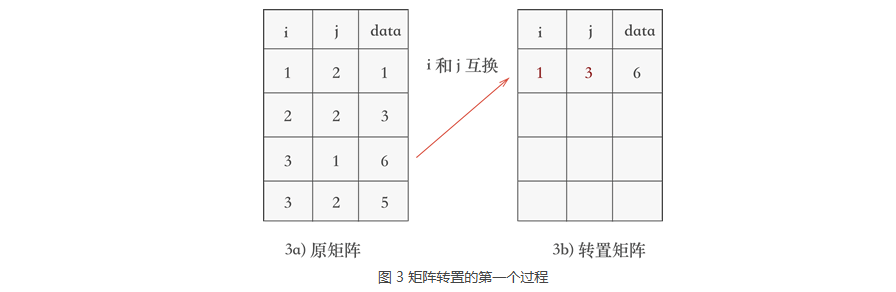 i j data
1 2 1
2 2 3
3 1 6
3 2 5
3a) 原矩阵
i 和 j 互换
i j data
1 3 6
3b) 转置矩阵
图 3 矩阵转置的第一个过程